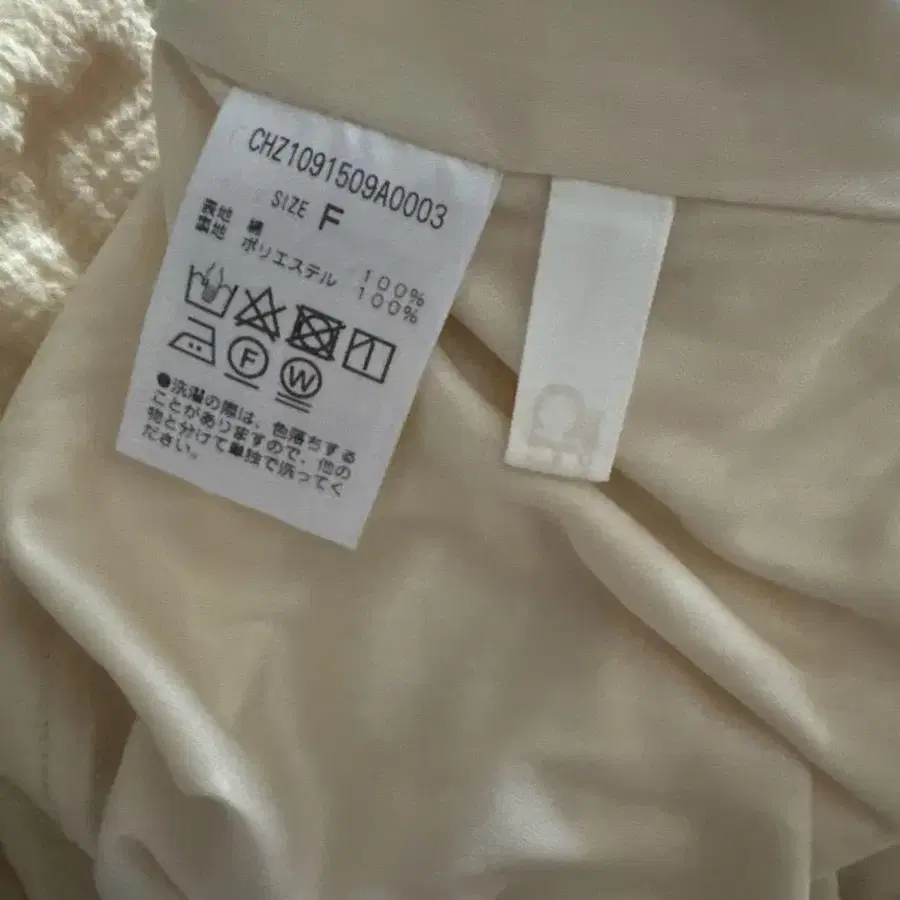 CHZ1091509A0003
SIZE F
表地 綿 100%
裏地 ポリエステル 100%
F W
●洗濯の際は、色落ちする
ことがありますので、他の
物と分けて単独で洗ってく
ださい。